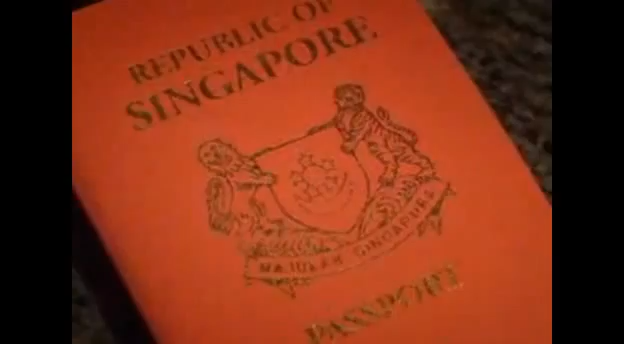 REPUBLIC OF
SINGAPORE
MAJULAH SINGAPURA
PASSPORT